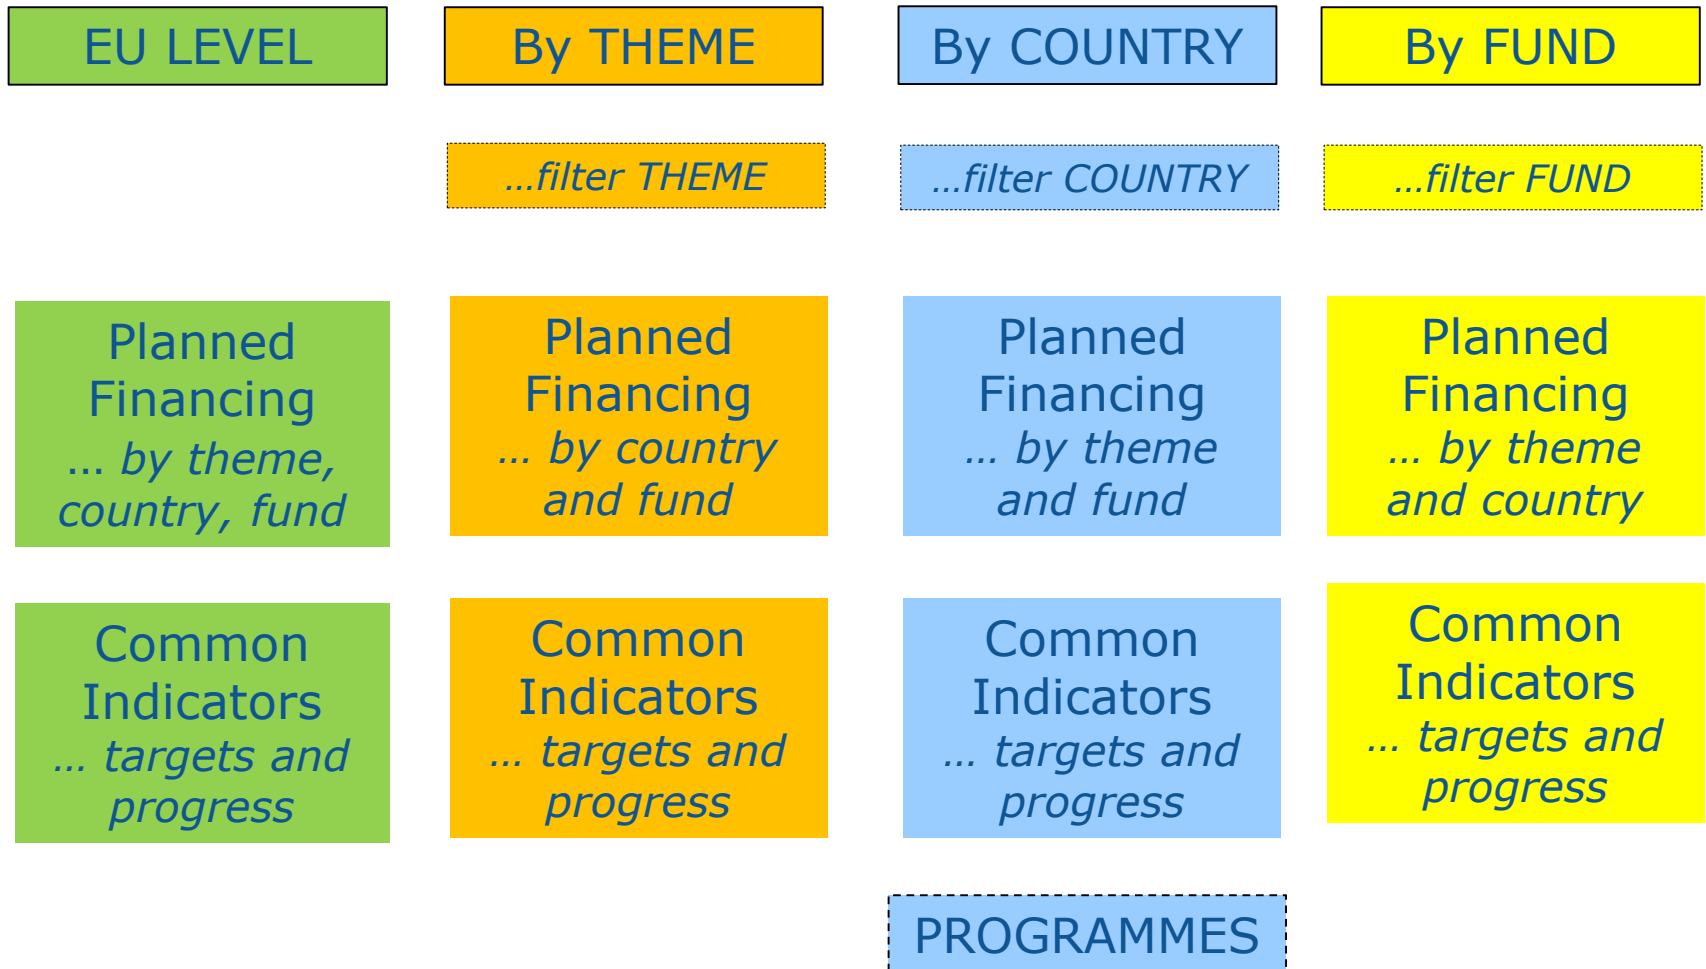 EU LEVEL
By THEME
By COUNTRY
By FUND
...filter THEME
...filter COUNTRY
...filter FUND
Planned
Financing
... by theme,
country, fund
Planned
Financing
... by country
and fund
Planned
Financing
... by theme
and fund
Planned
Financing
... by theme
and country
Common
Indicators
... targets and
progress
Common
Indicators
... targets and
progress
Common
Indicators
... targets and
progress
Common
Indicators
... targets and
progress
PROGRAMMES